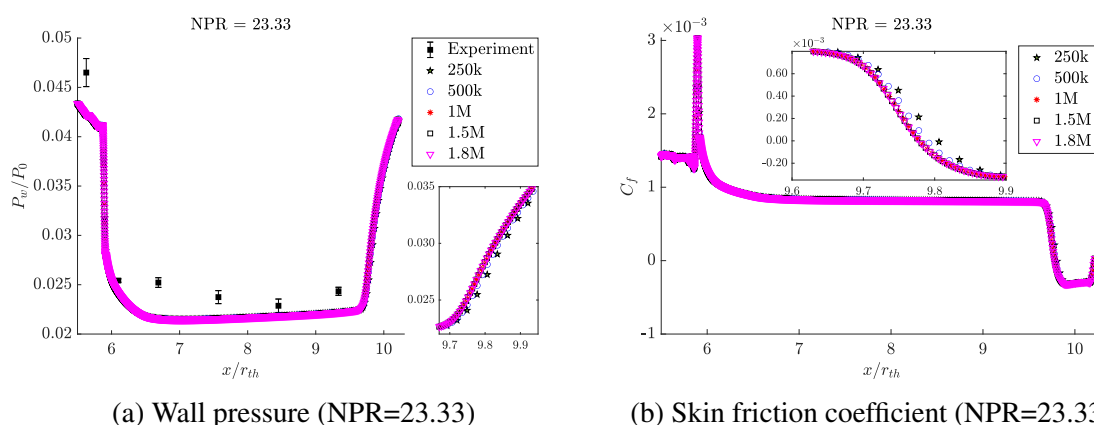 NPR = 23.33
0.05
0.045
0.04
0.035
0.03
0.025
0.02
P_w/P_0
6
7
8
9
10
x/r_{th}
Experiment
250k
500k
1M
1.5M
1.8M
0.035
0.030
0.025
9.7
9.8
9.9
(a) Wall pressure (NPR=23.33)
×10⁻³
NPR = 23.33
3
2
1
0
-1
C_f
6
7
8
9
10
x/r_{th}
×10⁻³
0.60
0.40
0.20
0.00
-0.20
9.6
9.7
9.8
9.9
250k
500k
1M
1.5M
1.8M
(b) Skin friction coefficient (NPR=23.33